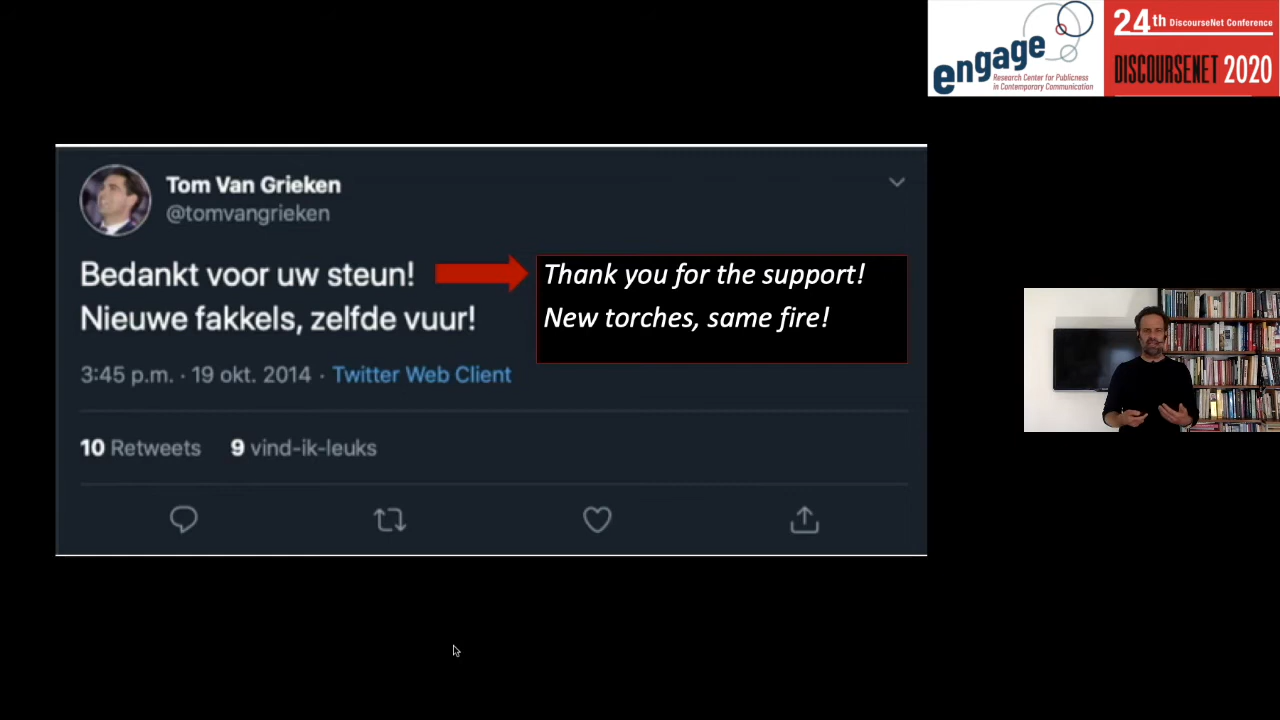 engage
Research Center for Publicness
in Contemporary Communication
24th DiscourseNet Conference
DISCOURSENET 2020
Tom Van Grieken
@tomvangrieken
Bedankt voor uw steun!
Nieuwe fakkels, zelfde vuur!
Thank you for the support!
New torches, same fire!
3:45 p.m. · 19 okt. 2014 · Twitter Web Client
10 Retweets 9 vind-ik-leuks